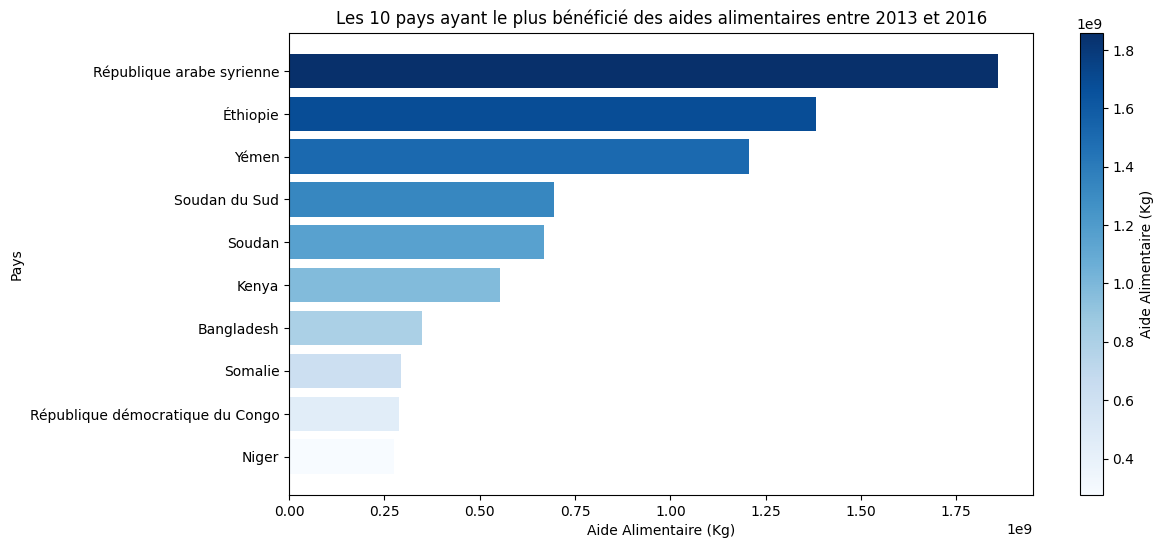 Les 10 pays ayant le plus bénéficié des aides alimentaires entre 2013 et 2016
Pays
République arabe syrienne
Éthiopie
Yémen
Soudan du Sud
Soudan
Kenya
Bangladesh
Somalie
République démocratique du Congo
Niger
0.00 0.25 0.50 0.75 1.00 1.25 1.50 1.75
1e9
Aide Alimentaire (Kg)
1e9
1.8
1.6
1.4
1.2
1.0
0.8
0.6
0.4
Aide Alimentaire (Kg)